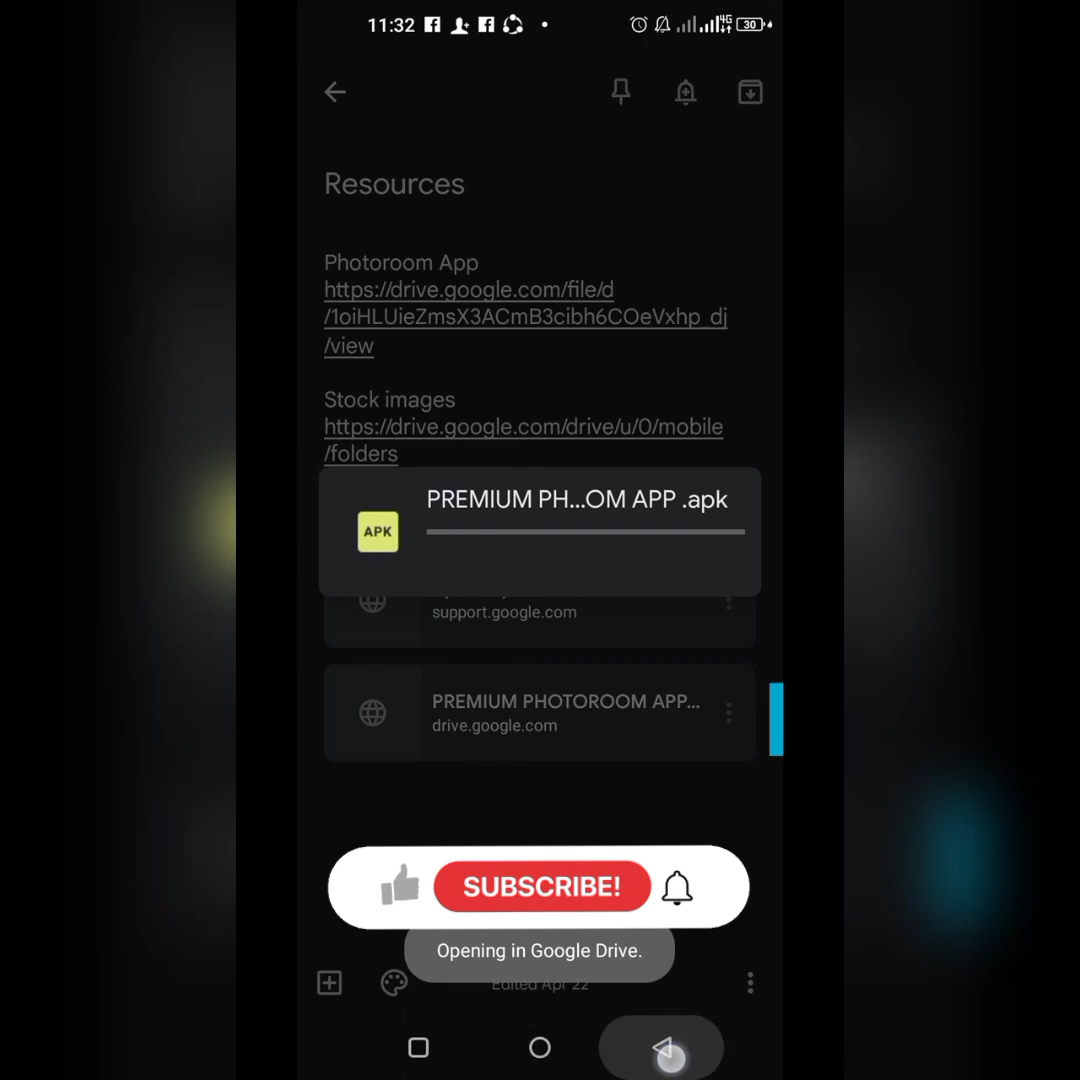 11:32
4G
30
Resources
Photoroom App
https://drive.google.com/file/d
/1oiHLUieZmsX3ACmB3cibh6COeVxhp_dj
/view
Stock images
https://drive.google.com/drive/u/0/mobile
/folders
PREMIUM PH...OM APP .apk
APK
support.google.com
PREMIUM PHOTOROOM APP...
drive.google.com
SUBSCRIBE!
Opening in Google Drive.
Edited Apr 22